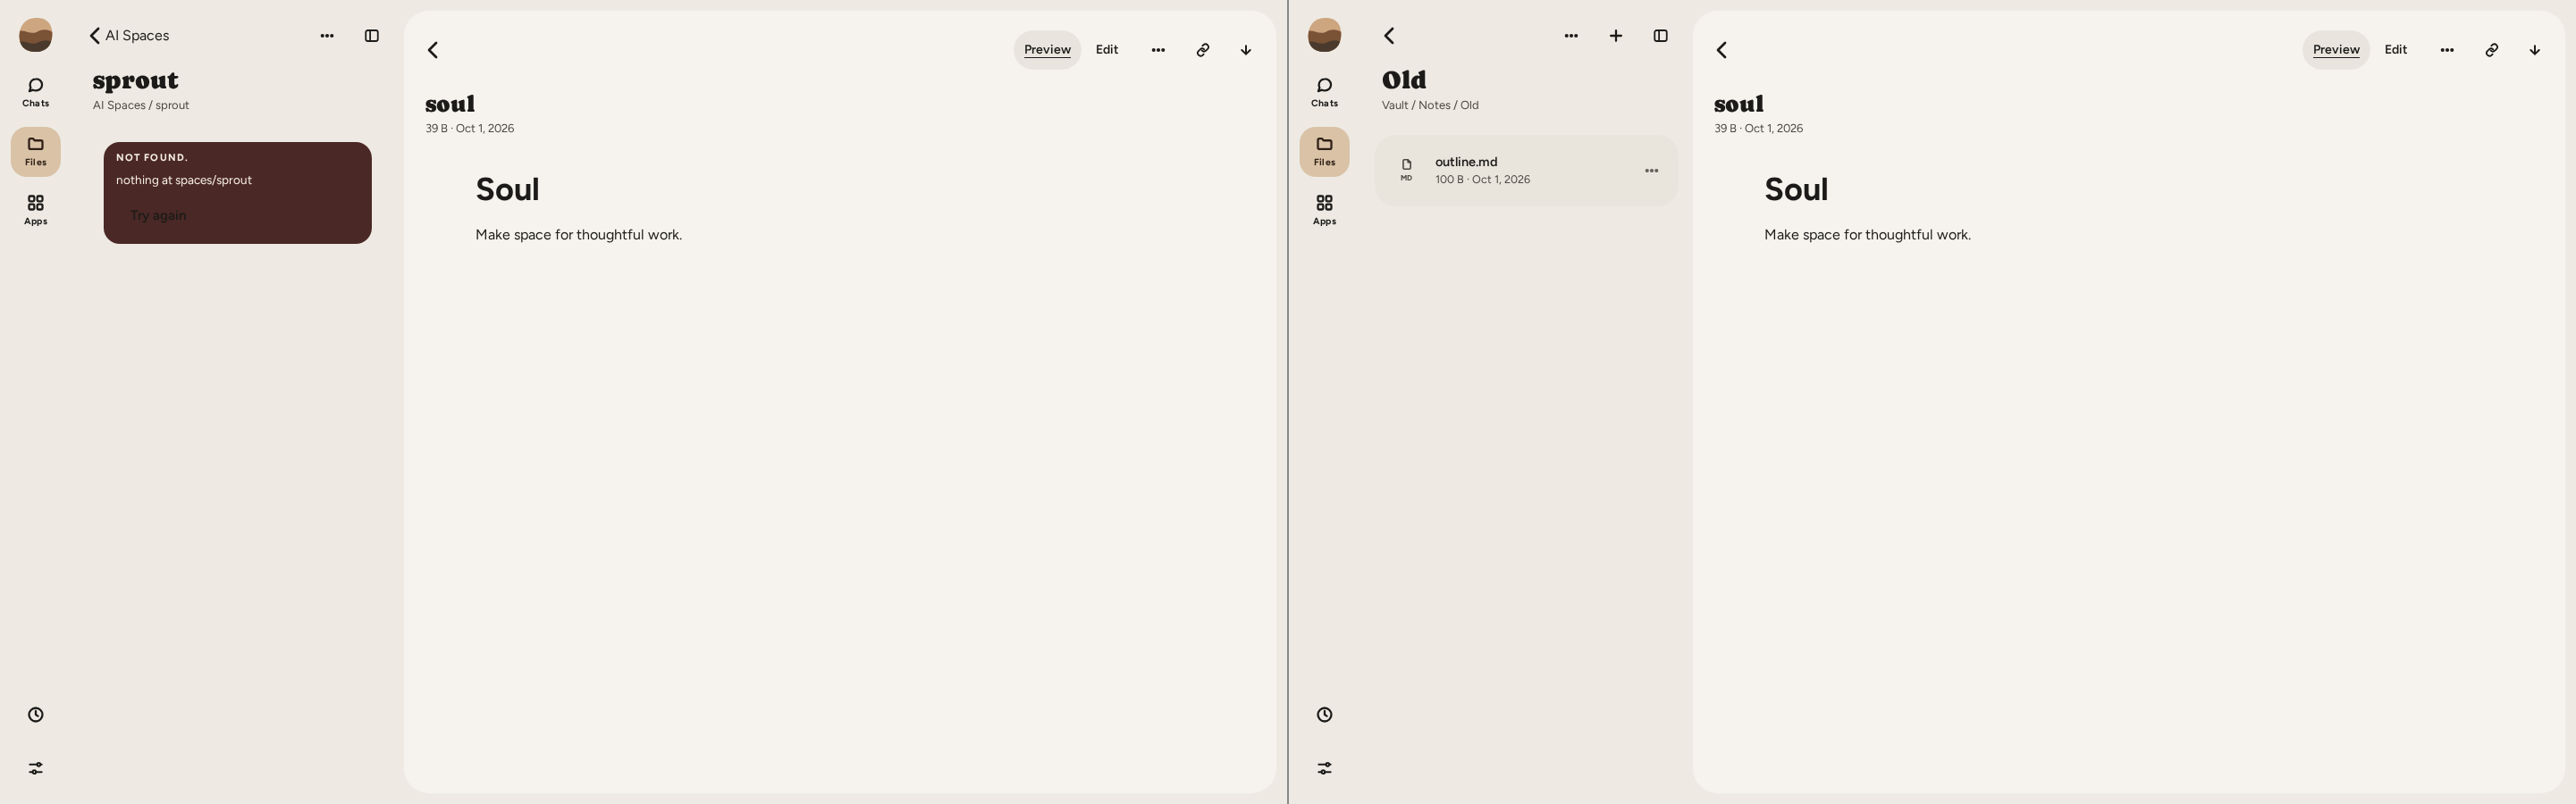 AI Spaces
sprout
AI Spaces / sprout
Chats
Files
Apps
NOT FOUND.
nothing at spaces/sprout
Try again
Preview
Edit
soul
39 B · Oct 1, 2026
Soul
Make space for thoughtful work.
Old
Vault / Notes / Old
Chats
Files
Apps
MD
outline.md
100 B · Oct 1, 2026
Preview
Edit
soul
39 B · Oct 1, 2026
Soul
Make space for thoughtful work.